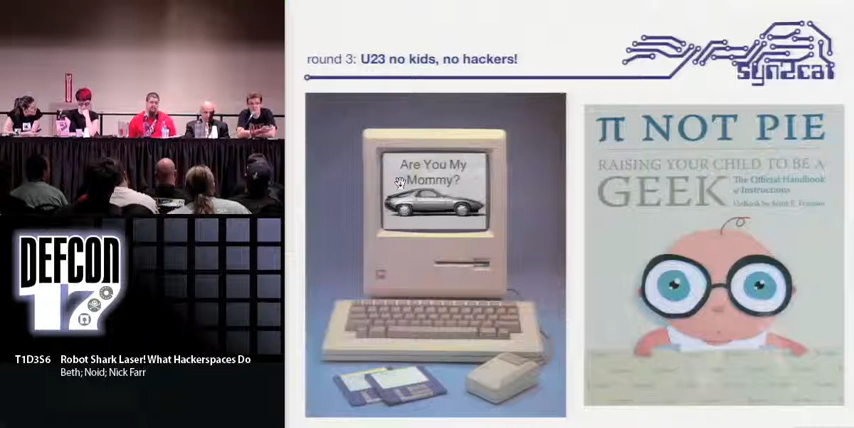 DEFCON
17
T1D3S6 Robot Shark Laser! What Hackerspaces Do
Beth; Noid; Nick Farr
round 3: U23 no kids, no hackers!
syn2cat
Are You My
Mommy?
π NOT PIE
RAISING YOUR CHILD TO BE A
GEEK
The Official Handbook
of Instructions